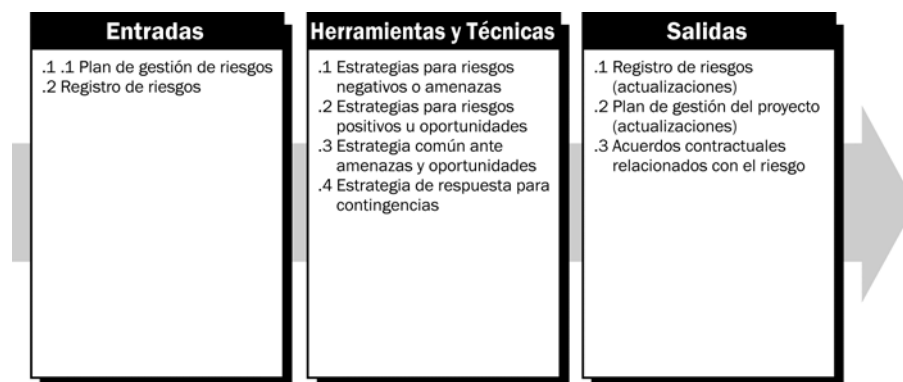 Entradas
.1 .1 Plan de gestión de riesgos
.2 Registro de riesgos
Herramientas y Técnicas
.1 Estrategias para riesgos
negativos o amenazas
.2 Estrategias para riesgos
positivos u oportunidades
.3 Estrategia común ante
amenazas y oportunidades
.4 Estrategia de respuesta para
contingencias
Salidas
.1 Registro de riesgos
(actualizaciones)
.2 Plan de gestión del proyecto
(actualizaciones)
.3 Acuerdos contractuales
relacionados con el riesgo